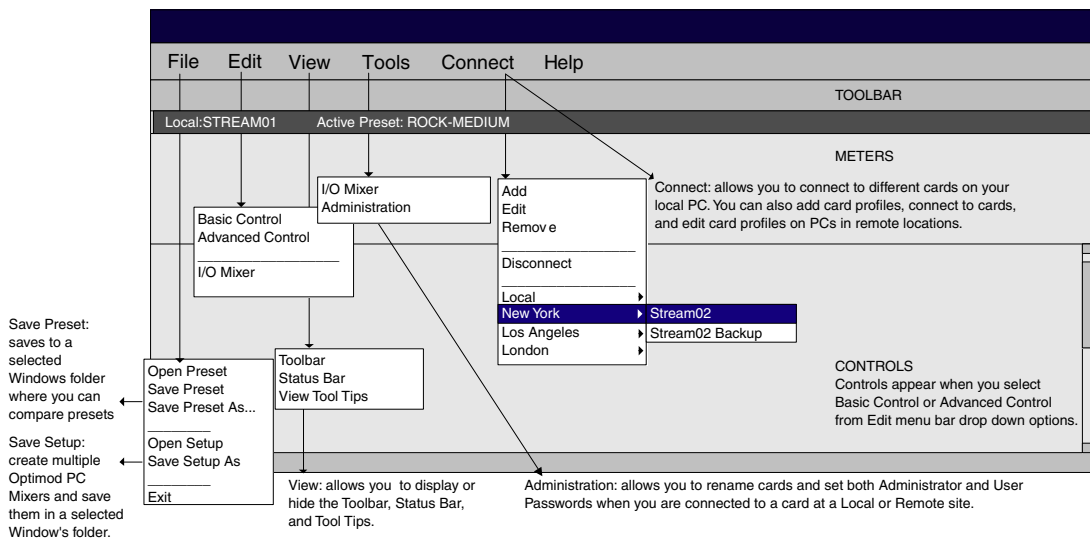 File Edit View Tools Connect Help
TOOLBAR
Local:STREAM01 Active Preset: ROCK-MEDIUM
METERS
I/O Mixer
Administration
Basic Control
Advanced Control
I/O Mixer
Add
Edit
Remove
Disconnect
Local
New York
Los Angeles
London
Stream02
Stream02 Backup
Connect: allows you to connect to different cards on your
local PC. You can also add card profiles, connect to cards,
and edit card profiles on PCs in remote locations.
Save Preset:
saves to a
selected
Windows folder
where you can
compare presets
Save Setup:
create multiple
Optimod PC
Mixers and save
them in a selected
Window's folder.
Open Preset
Save Preset
Save Preset As...
Open Setup
Save Setup As
Exit
Toolbar
Status Bar
View Tool Tips
CONTROLS
Controls appear when you select
Basic Control or Advanced Control
from Edit menu bar drop down options.
View: allows you to display or
hide the Toolbar, Status Bar,
and Tool Tips.
Administration: allows you to rename cards and set both Administrator and User
Passwords when you are connected to a card at a Local or Remote site.